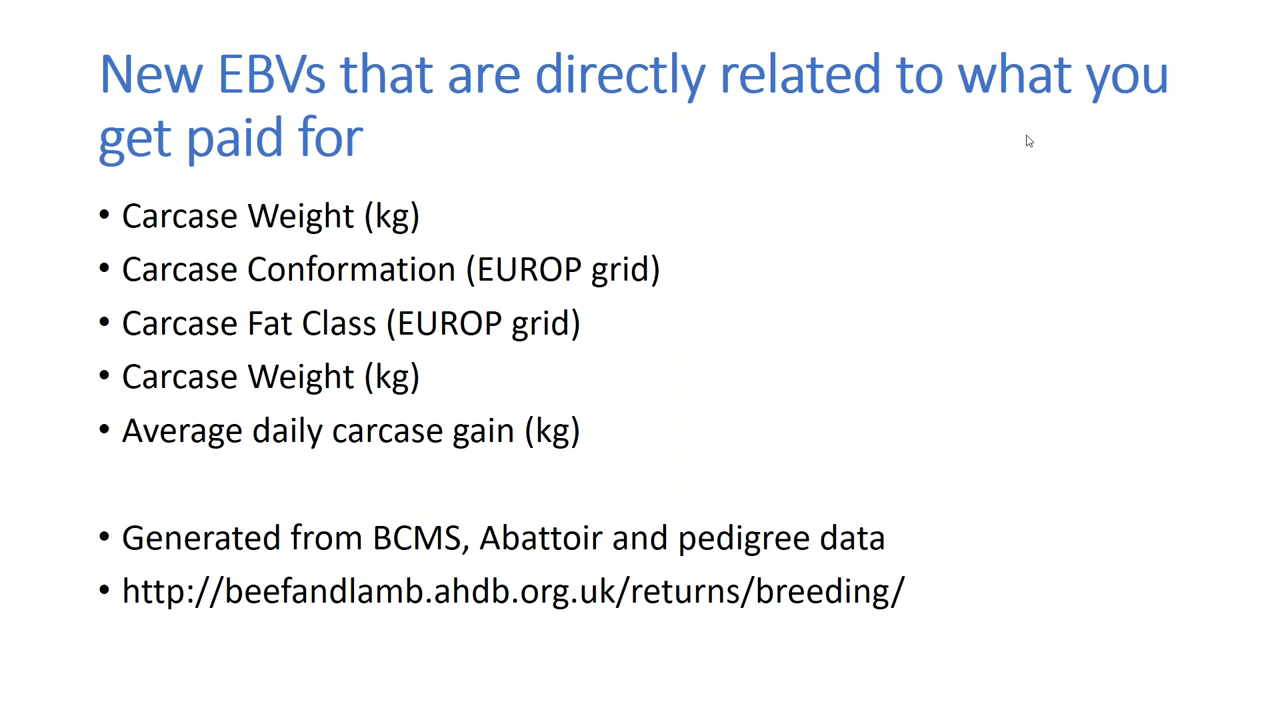 New EBVs that are directly related to what you
get paid for
• Carcase Weight (kg)
• Carcase Conformation (EUROP grid)
• Carcase Fat Class (EUROP grid)
• Carcase Weight (kg)
• Average daily carcase gain (kg)
• Generated from BCMS, Abattoir and pedigree data
• http://beefandlamb.ahdb.org.uk/returns/breeding/